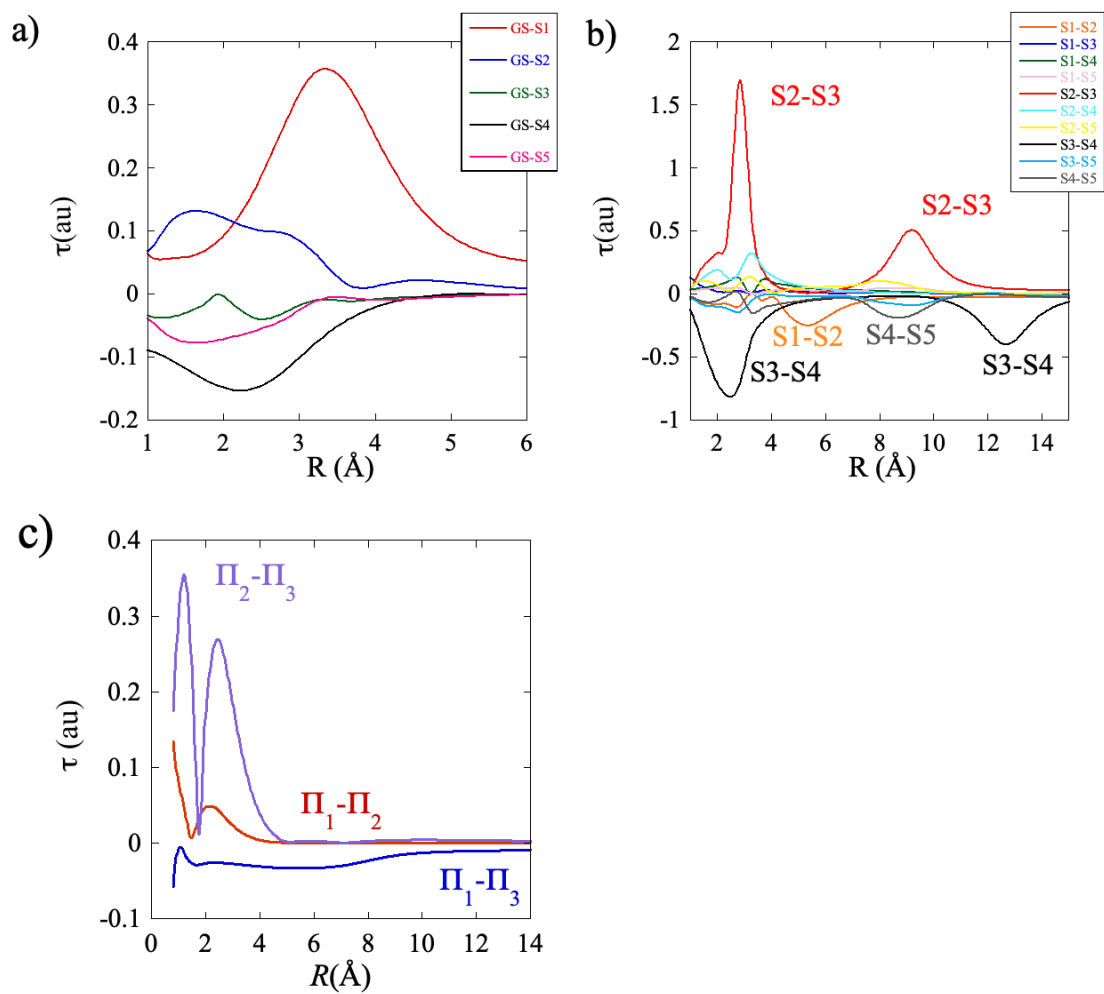 a)
0.4
0.3
0.2
0.1
0
-0.1
-0.2
τ(au)
1
2
3
4
5
6
R (Å)
GS-S1
GS-S2
GS-S3
GS-S4
GS-S5
b)
2
1.5
1
0.5
0
-0.5
-1
τ(au)
2
4
6
8
10
12
14
R (Å)
S1-S2
S1-S3
S1-S4
S1-S5
S2-S3
S2-S4
S2-S5
S3-S4
S3-S5
S4-S5
S2-S3
S2-S3
S1-S2
S4-S5
S3-S4
S3-S4
c)
0.4
0.3
0.2
0.1
0
-0.1
τ (au)
0
2
4
6
8
10
12
14
R(Å)
Π₂-Π₃
Π₁-Π₂
Π₁-Π₃